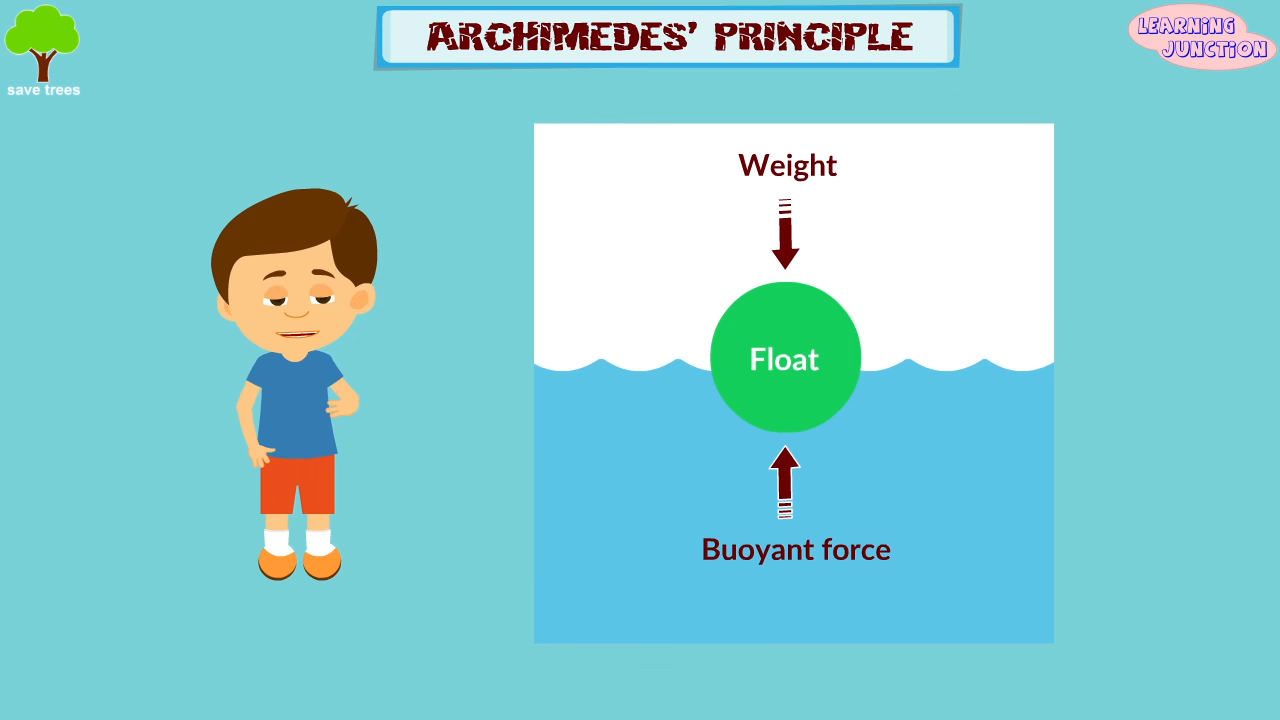 ARCHIMEDES' PRINCIPLE
LEARNING
JUNCTION
save trees
Weight
Float
Buoyant force